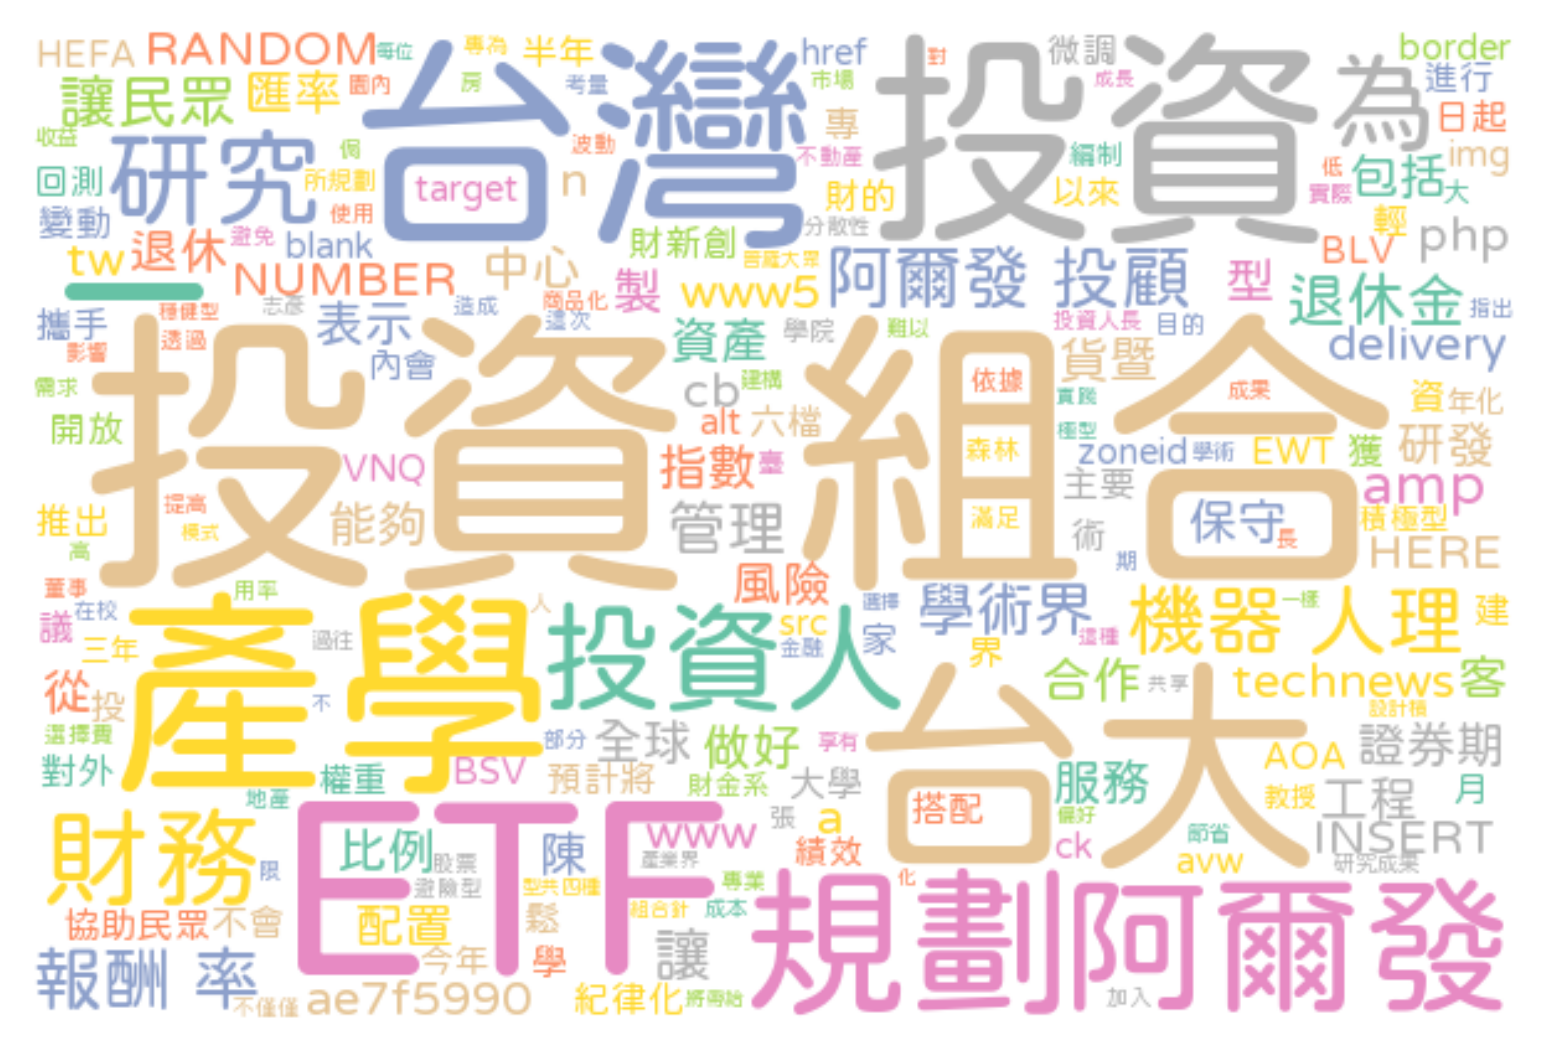 HEFA RANDOM 每位 專為 半年 href 對 微調 border
讓民眾 匯率 園內 台灣 房 考量 市場 投資 成長 為 進行
收益 研究 侷 波動 專 不動產 編制 日起 img
回測 所規劃 target n 財的 以來 低 包括 大
變動 使用 分散性 實際 輕 php
tw 退休 避免 blank 中心 財新創 普羅大眾 阿爾發 投顧 BLV 型
一 NUMBER 志彥 造成 商品化 製 www5 退休金 指出
攜手 穩健型 表示 這次 資產 學院 難以 投資人長 目的 delivery
影響 透過 內會 投資 組合 貨暨
需求 cb 建構 依據 實踐 成果 資 年化
開放 alt 六檔 森林 極型 zoneid 學術 EWT 獲 研發
VNQ 指數 臺 主要 amp
推出 提高 模式 能夠 管理 滿足 術 保守 長 積極型
高 期 HERE
董事 用率 產學 人 風險 選擇 學術界 一樣 機器 人理 建
議 在校 過往 投資人 src 家 這種
三年 金融 界 合作 共享 technews 客
從 投 不 台大 設計積
選擇費 部分 全球 做好 享有 AOA 證券期
對外 權重 BSV 預計將 財金系 大學 服務 教授 工程 月
地產 搭配 偏好
財務 ETF 比例 股票 陳 www 張 a ck 節省 INSERT
限 避險型 產業界 績效 avw 研究成果
型共 四種 專業 化 規劃 阿爾發
協助民眾 不會 配置 鬆 組合針 成本
報酬 率 今年 學 讓
不僅僅 ae7f5990 紀律化 將帶給 加入